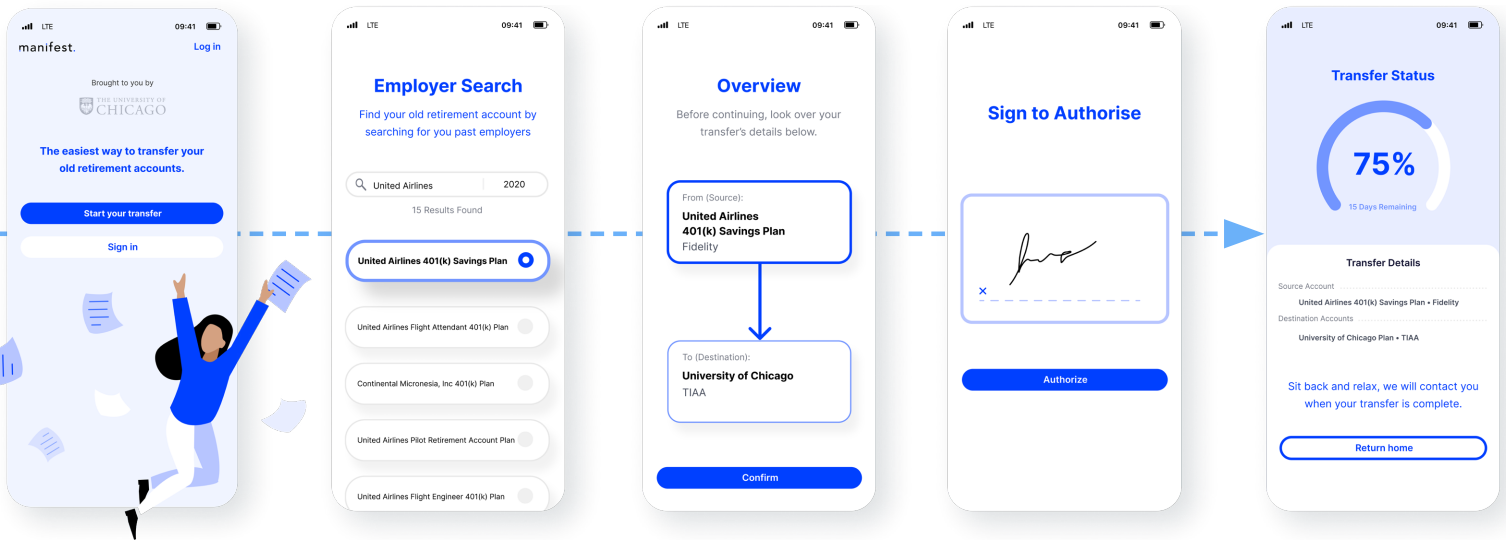 LTE 09:41
manifest. Log in
Brought to you by
THE UNIVERSITY OF
CHICAGO
The easiest way to transfer your
old retirement accounts.
Start your transfer
Sign in
LTE 09:41
Employer Search
Find your old retirement account by
searching for you past employers
United Airlines 2020
15 Results Found
United Airlines 401(k) Savings Plan
United Airlines Flight Attendant 401(k) Plan
Continental Micronesia, Inc 401(k) Plan
United Airlines Pilot Retirement Account Plan
United Airlines Flight Engineer 401(k) Plan
LTE 09:41
Overview
Before continuing, look over your
transfer's details below.
From (Source):
United Airlines
401(k) Savings Plan
Fidelity
To (Destination):
University of Chicago
TIAA
Confirm
LTE 09:41
Sign to Authorise
×
Authorize
LTE 09:41
Transfer Status
75%
15 Days Remaining
Transfer Details
Source Account
United Airlines 401(k) Savings Plan • Fidelity
Destination Accounts
University of Chicago Plan • TIAA
Sit back and relax, we will contact you
when your transfer is complete.
Return home